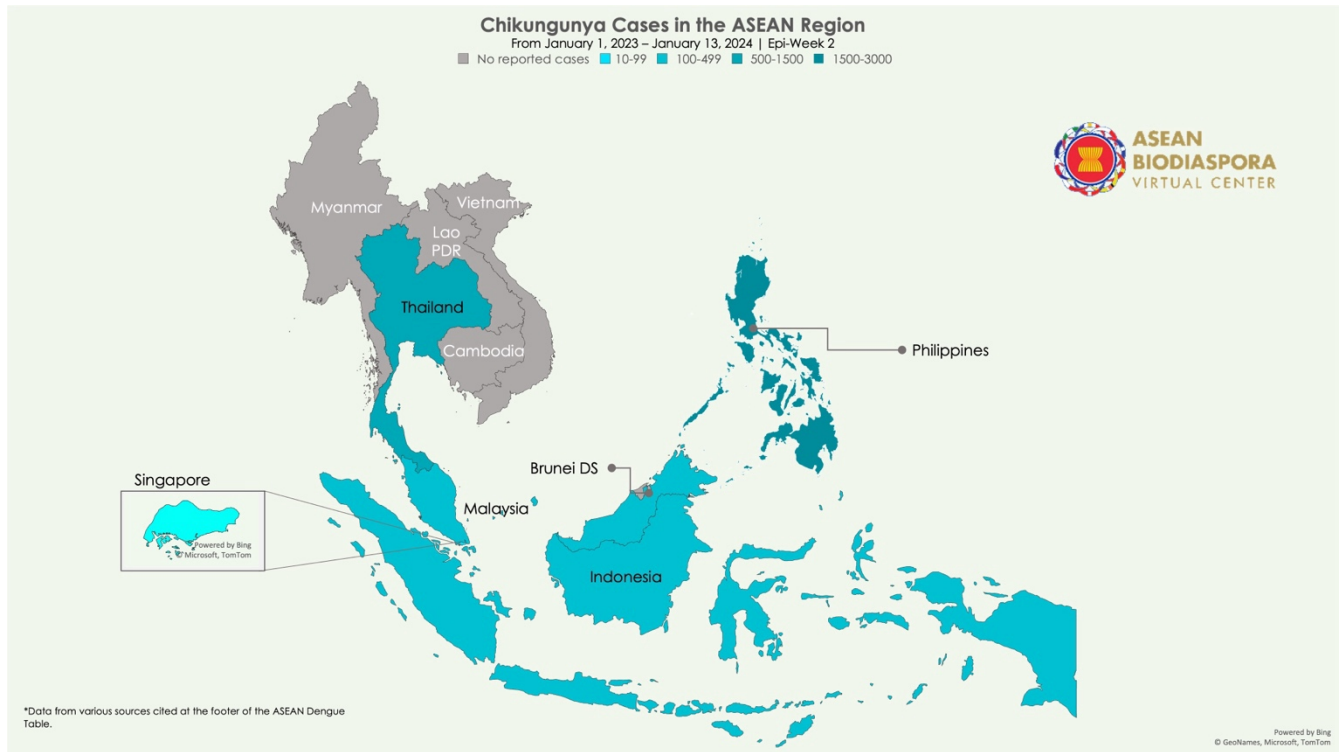 Chikungunya Cases in the ASEAN Region
From January 1, 2023 – January 13, 2024 | Epi-Week 2
No reported cases 10-99 100-499 500-1500 1500-3000
ASEAN
BIODIASPORA
VIRTUAL CENTER
Myanmar
Vietnam
Lao
PDR
Thailand
Cambodia
Philippines
Brunei DS
Singapore
Malaysia
Powered by Bing
© Microsoft, TomTom
Indonesia
*Data from various sources cited at the footer of the ASEAN Dengue
Table.
Powered by Bing
© GeoNames, Microsoft, TomTom